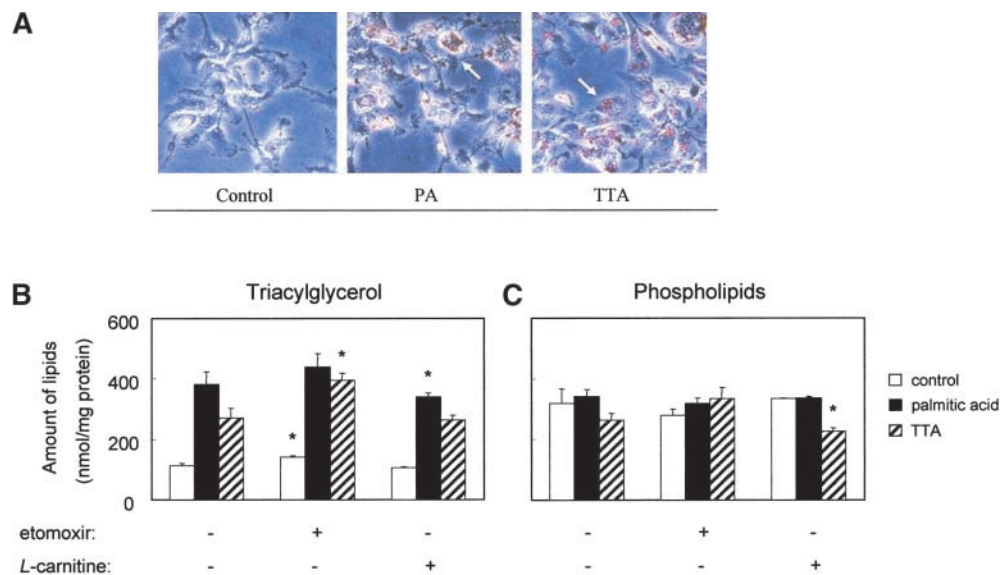 A
Control PA TTA
B Triacylglycerol C Phospholipids
Amount of lipids
(nmol/mg protein)
600
400
200
0
* * *
*
control
palmitic acid
TTA
etomoxir: - + - - + -
L-carnitine: - - + - - +